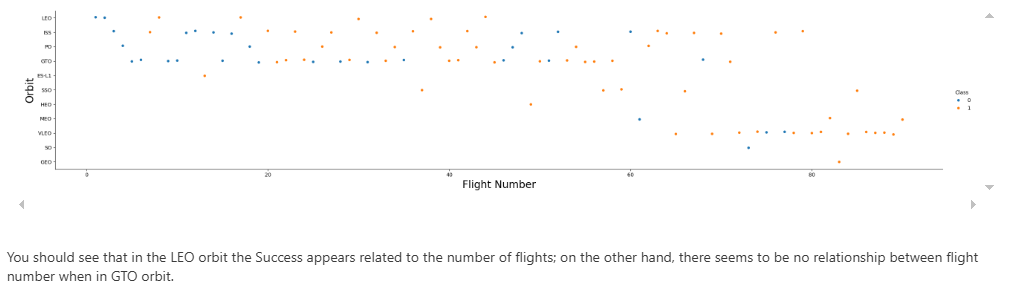 LEO
ISS
PO
GTO
ES-L1
SSO
HEO
MEO
VLEO
SO
GEO
Orbit
0
20
40
60
80
Flight Number
Class
0
1
You should see that in the LEO orbit the Success appears related to the number of flights; on the other hand, there seems to be no relationship between flight
number when in GTO orbit.